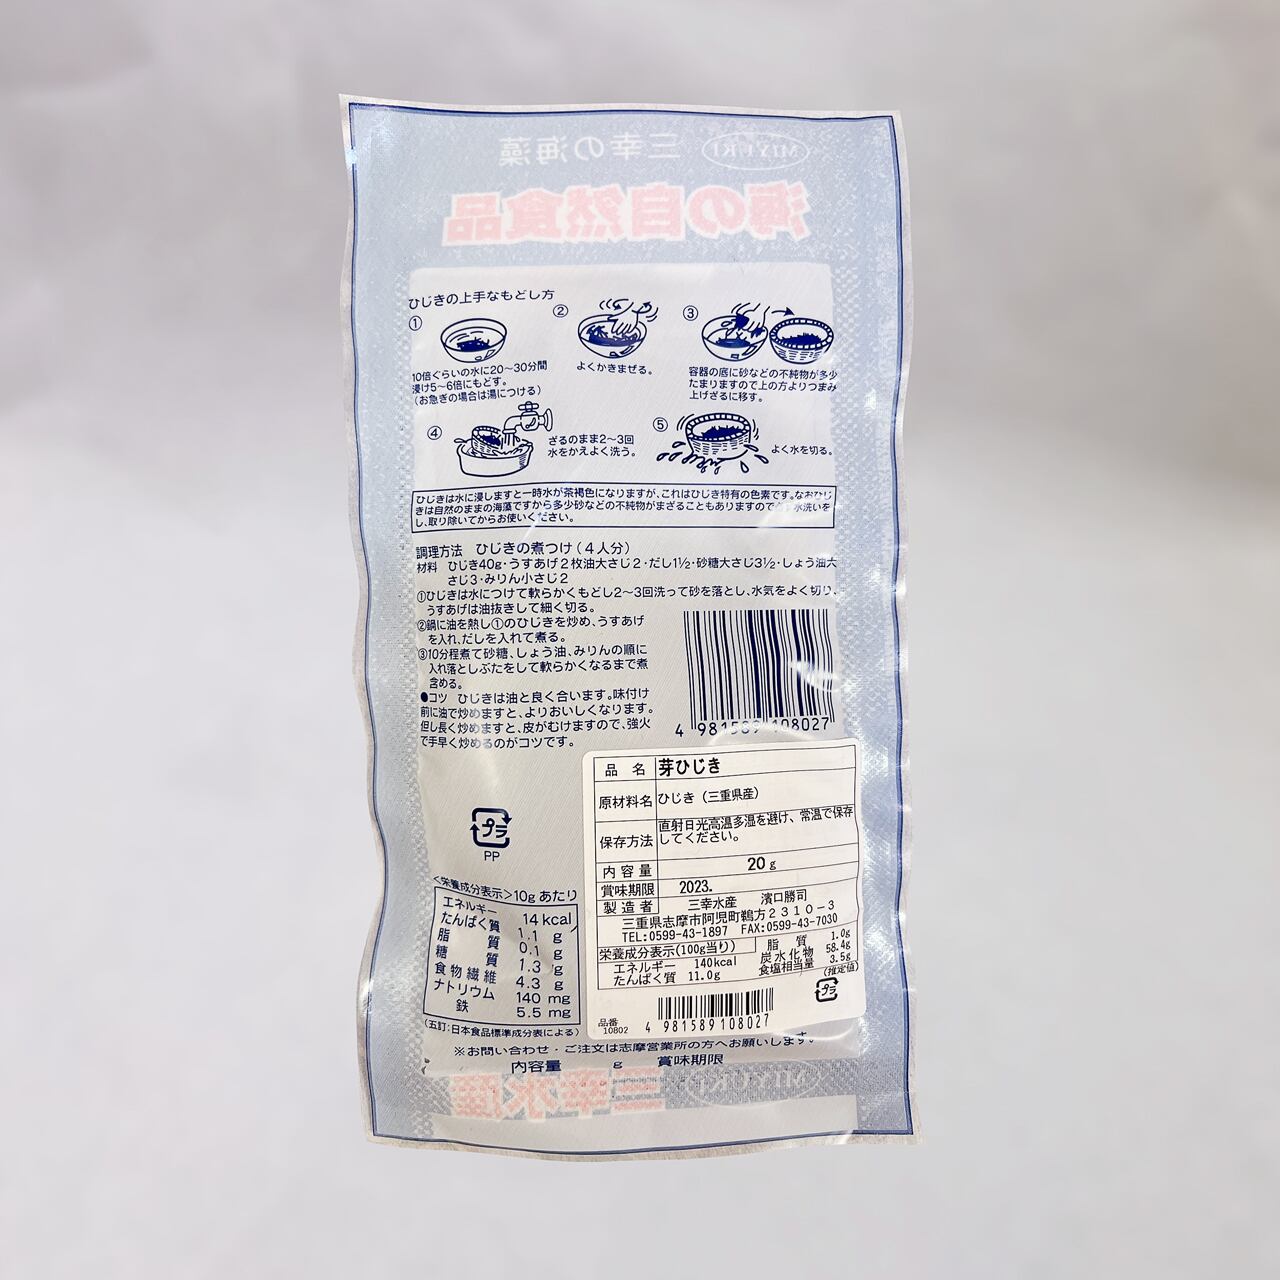 MIYUKI 三幸の海藻
海の自然食品
ひじきの上手なもどし方
①
10倍ぐらいの水に20〜30分間
浸け5〜6倍にもどす。
(お急ぎの場合は湯につける)
②
よくかきまぜる。
③
容器の底に砂などの不純物が多少
たまりますので上の方よりつまみ
上げざるに移す。
④
ざるのまま2〜3回
水をかえよく洗う。
⑤
よく水を切る。
ひじきは水に浸しますと一時水が茶褐色になりますが、これはひじき特有の色素です。なおひじ
きは自然のままの海藻ですから多少砂などの不純物がまざることもありますので 水洗いを
し、取り除いてからお使いください。
調理方法 ひじきの煮つけ(4人分)
材料 ひじき40g・うすあげ2枚油大さじ2・だし1½・砂糖大さじ3½・しょう油大
さじ3・みりん小さじ2
①ひじきは水につけて軟らかくもどし2〜3回洗って砂を落とし、水気をよく切り、
うすあげは油抜きして細く切る。
②鍋に油を熱し①のひじきを炒め、うすあげ
を入れ、だしを入れて煮る。
③10分程煮て砂糖、しょう油、みりんの順に
入れ落としぶたをして軟らかくなるまで煮
含める。
●コツ ひじきは油と良く合います。味付け
前に油で炒めますと、よりおいしくなります。
但し長く炒めますと、皮がむけますので、強火
で手早く炒めるのがコツです。
4 981589 108027
プラ
PP
<栄養成分表示>10gあたり
エネルギー 14 kcal
たんぱく質 1.1 g
脂質 0.1 g
糖質 1.3 g
食物繊維 4.3 g
ナトリウム 140 mg
鉄 5.5 mg
(五訂:日本食品標準成分表による)
品名 芽ひじき
原材料名 ひじき(三重県産)
保存方法 直射日光高温多湿を避け、常温で保存
してください。
内容量 20g
賞味期限 2023.
製造者 三幸水産 濱口勝司
三重県志摩市阿児町鵜方2310-3
TEL:0599-43-1897 FAX:0599-43-7030
栄養成分表示(100g当り)
エネルギー 140kcal
たんぱく質 11.0g
脂質 1.0g
炭水化物 58.4g
食塩相当量 3.5g
(推定値)
プラ
品番
10802
4 981589 108027
※お問い合わせ・ご注文は志摩営業所の方へお願いします。
内容量 g 賞味期限
三幸水産 MIYUKI